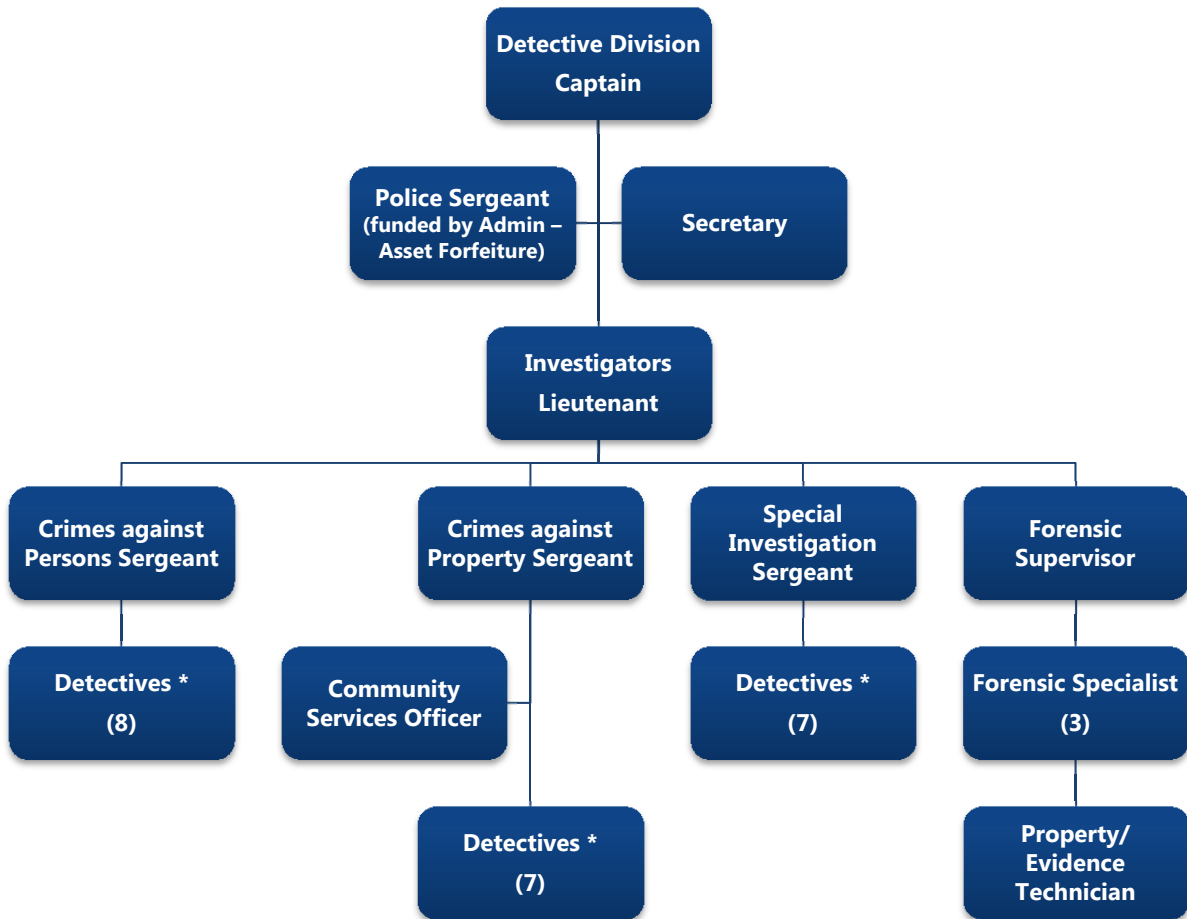 Detective Division
Captain
Police Sergeant
(funded by Admin –
Asset Forfeiture)
Secretary
Investigators
Lieutenant
Crimes against
Persons Sergeant
Crimes against
Property Sergeant
Special
Investigation
Sergeant
Forensic
Supervisor
Detectives *
(8)
Community
Services Officer
Detectives *
(7)
Forensic Specialist
(3)
Detectives *
(7)
Property/
Evidence
Technician